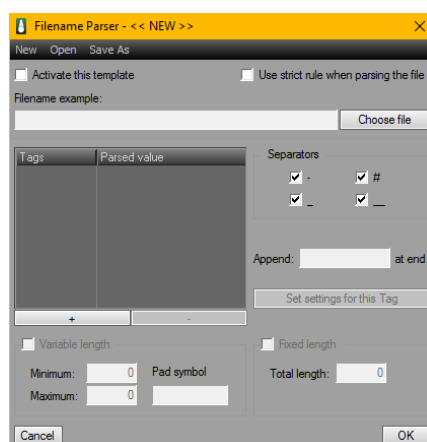 Filename Parser - << NEW >>
New Open Save As
Activate this template
Use strict rule when parsing the file
Filename example:
Choose file
Tags Parsed value
Separators
- #
_ __
Append: at end
Set settings for this Tag
+ -
Variable length
Fixed length
Minimum: 0 Pad symbol
Total length: 0
Maximum: 0
Cancel OK